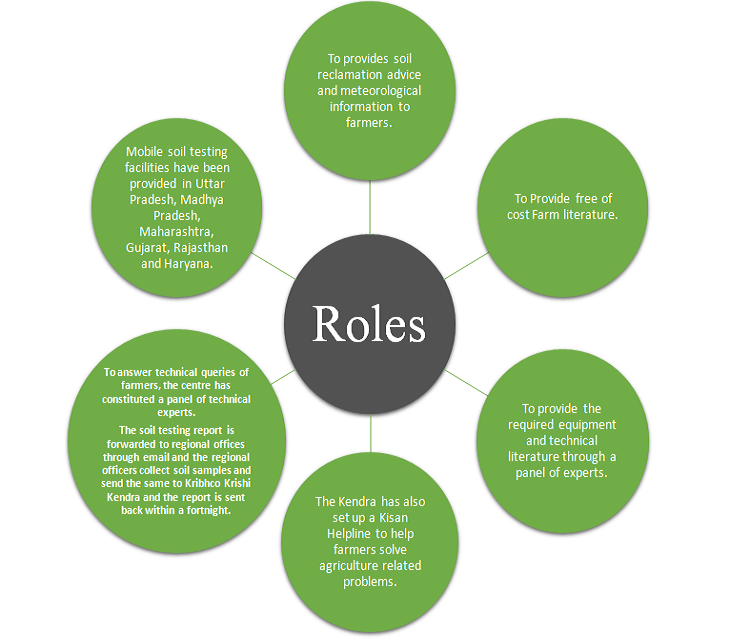 To provides soil
reclamation advice
and meteorological
information to
farmers.
To Provide free of
cost Farm literature.
To provide the
required equipment
and technical
literature through a
panel of experts.
The Kendra has also
set up a Kisan
Helpline to help
farmers solve
agriculture related
problems.
To answer technical queries of
farmers, the centre has
constituted a panel of technical
experts.
The soil testing report is
forwarded to regional offices
through email and the regional
officers collect soil samples and
send the same to Kribhco Krishi
Kendra and the report is sent
back within a fortnight.
Mobile soil testing
facilities have been
provided in Uttar
Pradesh, Madhya
Pradesh,
Maharashtra,
Gujarat, Rajasthan
and Haryana.
Roles